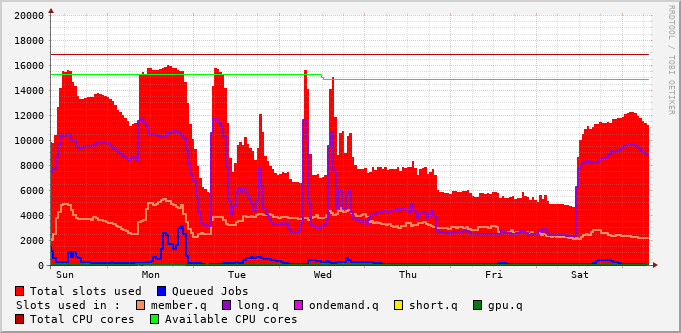 20000
18000
16000
14000
12000
10000
8000
6000
4000
2000
0
Sun Mon Tue Wed Thu Fri Sat
RRDTOOL / TOBI OETIKER
Total slots used Queued Jobs
Slots used in : member.q long.q ondemand.q short.q gpu.q
Total CPU cores Available CPU cores